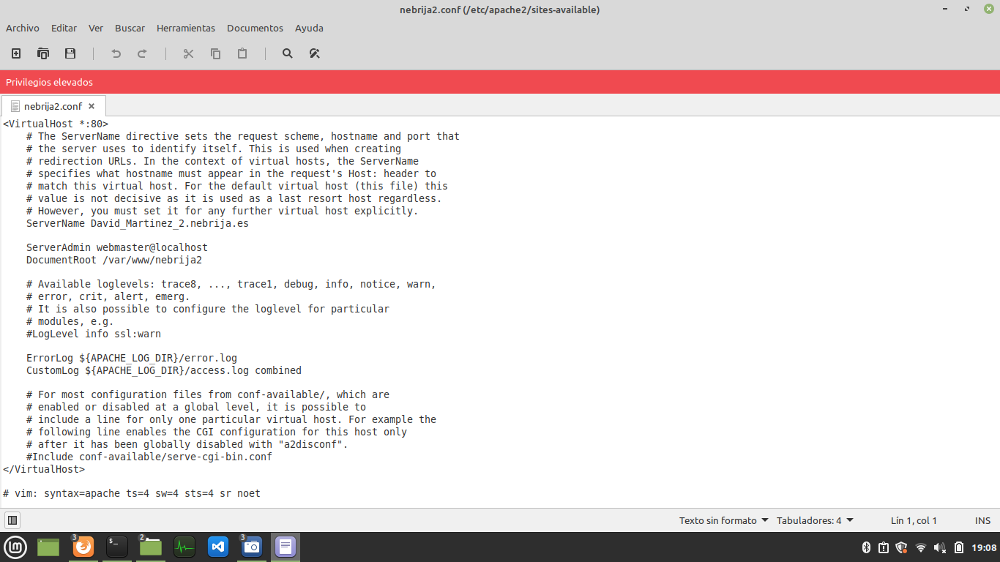 nebrija2.conf (/etc/apache2/sites-available)
Archivo Editar Ver Buscar Herramientas Documentos Ayuda
Privilegios elevados
nebrija2.conf
<VirtualHost *:80>
    # The ServerName directive sets the request scheme, hostname and port that
    # the server uses to identify itself. This is used when creating
    # redirection URLs. In the context of virtual hosts, the ServerName
    # specifies what hostname must appear in the request's Host: header to
    # match this virtual host. For the default virtual host (this file) this
    # value is not decisive as it is used as a last resort host regardless.
    # However, you must set it for any further virtual host explicitly.
    ServerName David_Martinez_2.nebrija.es

    ServerAdmin webmaster@localhost
    DocumentRoot /var/www/nebrija2

    # Available loglevels: trace8, ..., trace1, debug, info, notice, warn,
    # error, crit, alert, emerg.
    # It is also possible to configure the loglevel for particular
    # modules, e.g.
    #LogLevel info ssl:warn

    ErrorLog ${APACHE_LOG_DIR}/error.log
    CustomLog ${APACHE_LOG_DIR}/access.log combined

    # For most configuration files from conf-available/, which are
    # enabled or disabled at a global level, it is possible to
    # include a line for only one particular virtual host. For example the
    # following line enables the CGI configuration for this host only
    # after it has been globally disabled with "a2disconf".
    #Include conf-available/serve-cgi-bin.conf
</VirtualHost>

# vim: syntax=apache ts=4 sw=4 sts=4 sr noet
Texto sin formato Tabuladores: 4 Lín 1, col 1 INS
3 $_ 2 3 19:08